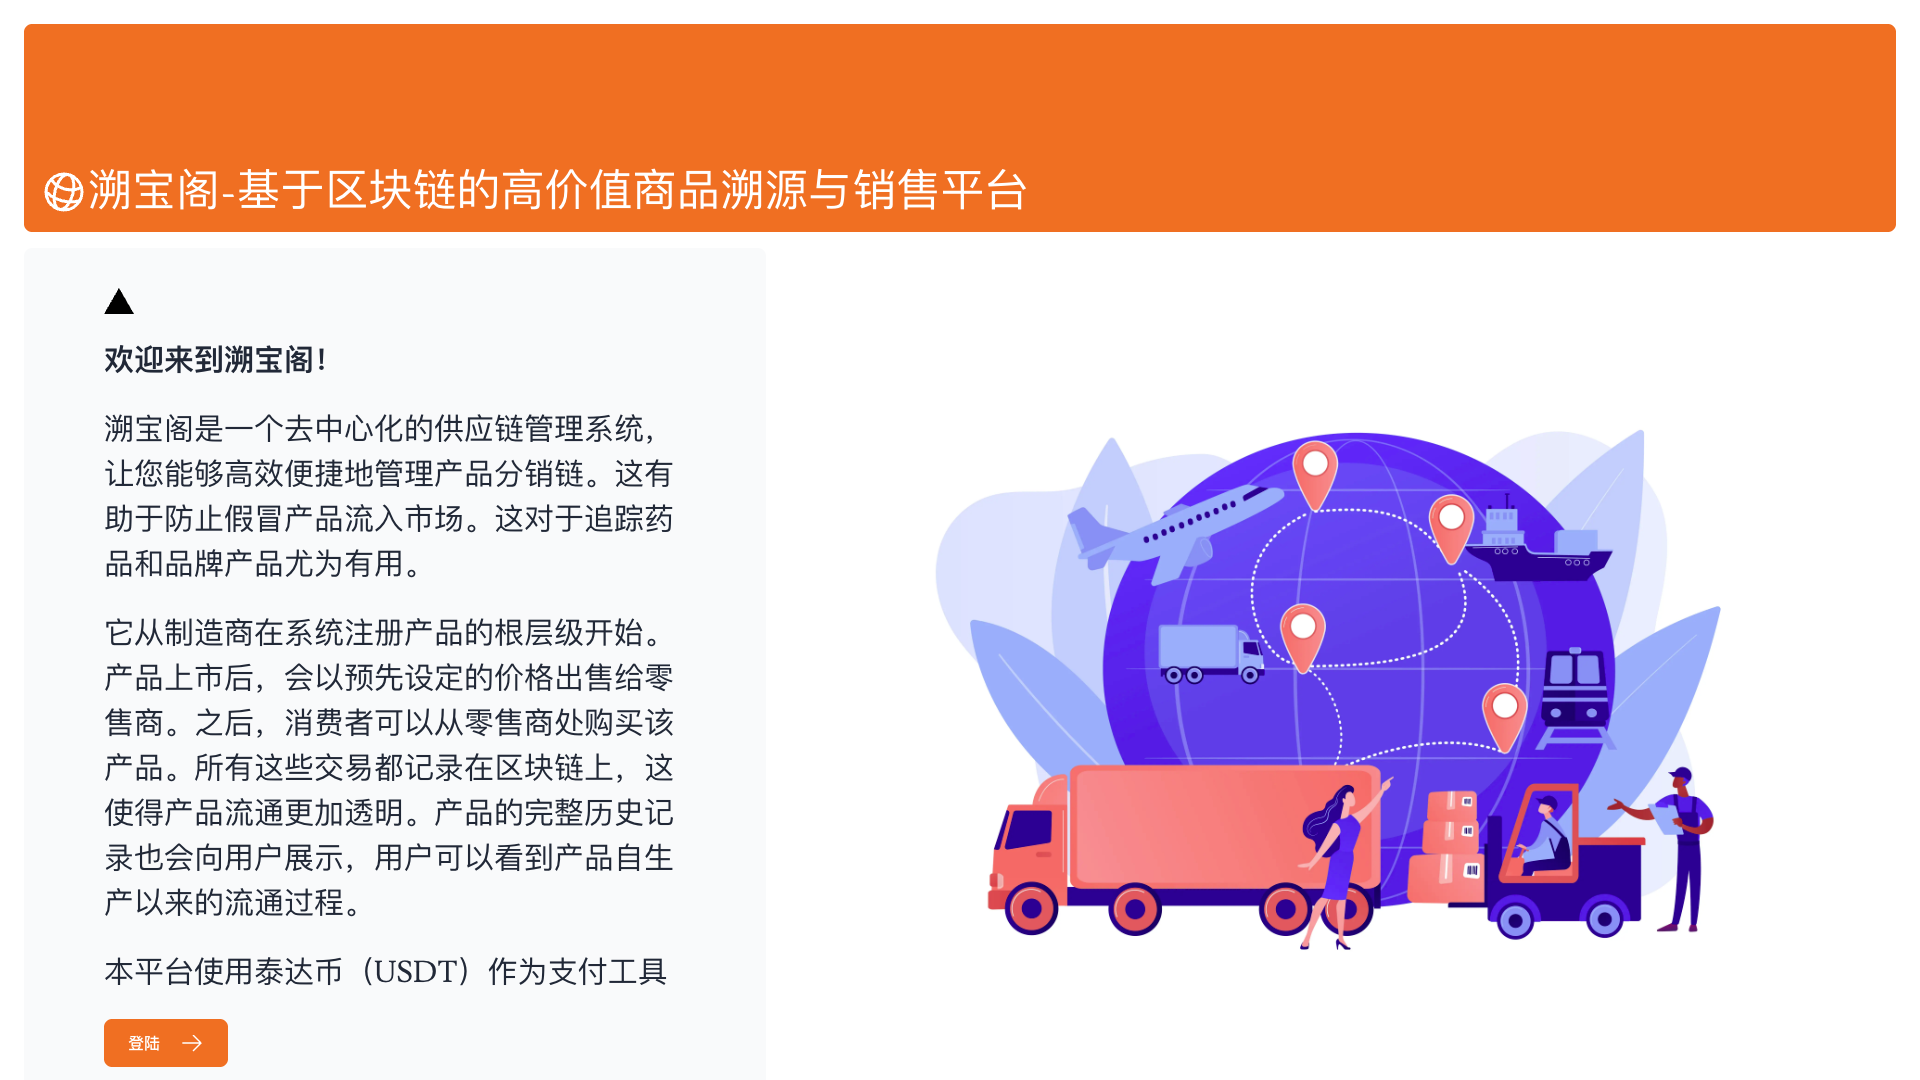 溯宝阁-基于区块链的高价值商品溯源与销售平台
欢迎来到溯宝阁！
溯宝阁是一个去中心化的供应链管理系统，
让您能够高效便捷地管理产品分销链。这有
助于防止假冒产品流入市场。这对于追踪药
品和品牌产品尤为有用。
它从制造商在系统注册产品的根层级开始。
产品上市后，会以预先设定的价格出售给零
售商。之后，消费者可以从零售商处购买该
产品。所有这些交易都记录在区块链上，这
使得产品流通更加透明。产品的完整历史记
录也会向用户展示，用户可以看到产品自生
产以来的流通过程。
本平台使用泰达币（USDT）作为支付工具
登陆